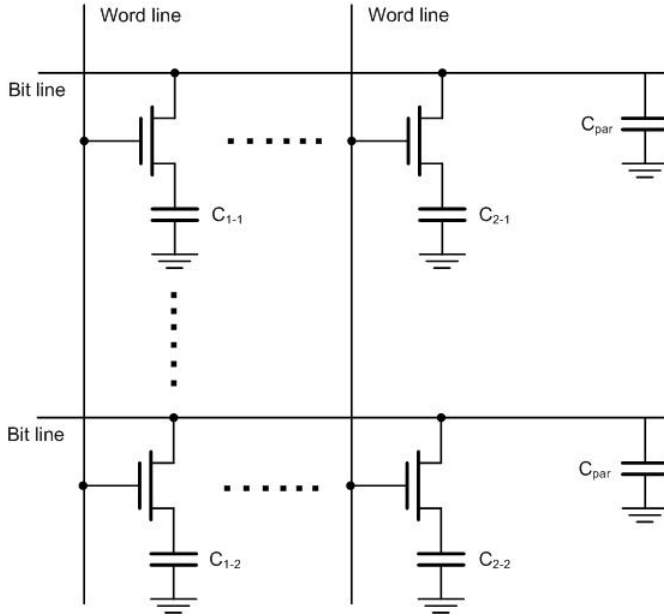 Word line
Word line
Bit line
Cpar
C1-1
C2-1
Bit line
Cpar
C1-2
C2-2